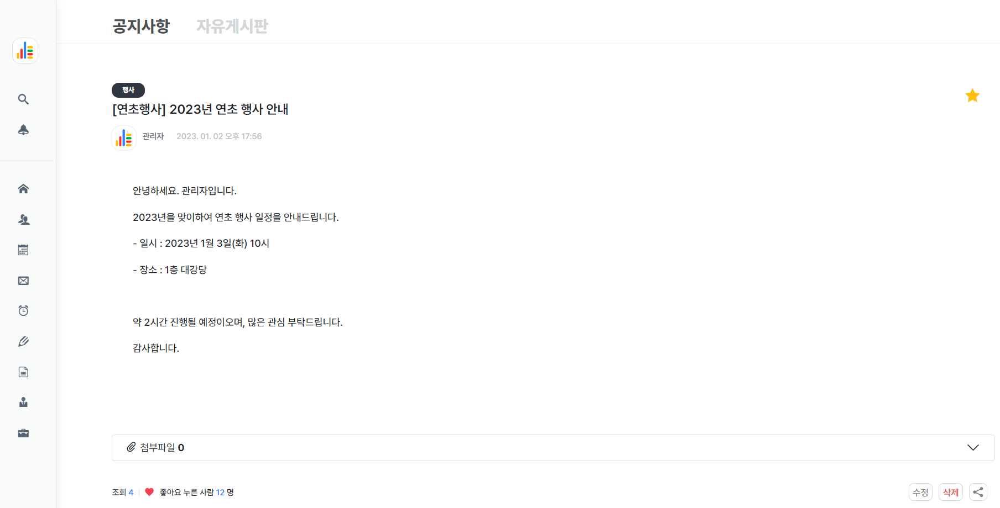 공지사항 자유게시판
행사
[연초행사] 2023년 연초 행사 안내
관리자 2023. 01. 02 오후 17:56
안녕하세요. 관리자입니다.
2023년을 맞이하여 연초 행사 일정을 안내드립니다.
- 일시 : 2023년 1월 3일(화) 10시
- 장소 : 1층 대강당
약 2시간 진행될 예정이오며, 많은 관심 부탁드립니다.
감사합니다.
첨부파일 0
조회 4 좋아요 누른 사람 12 명 수정 삭제